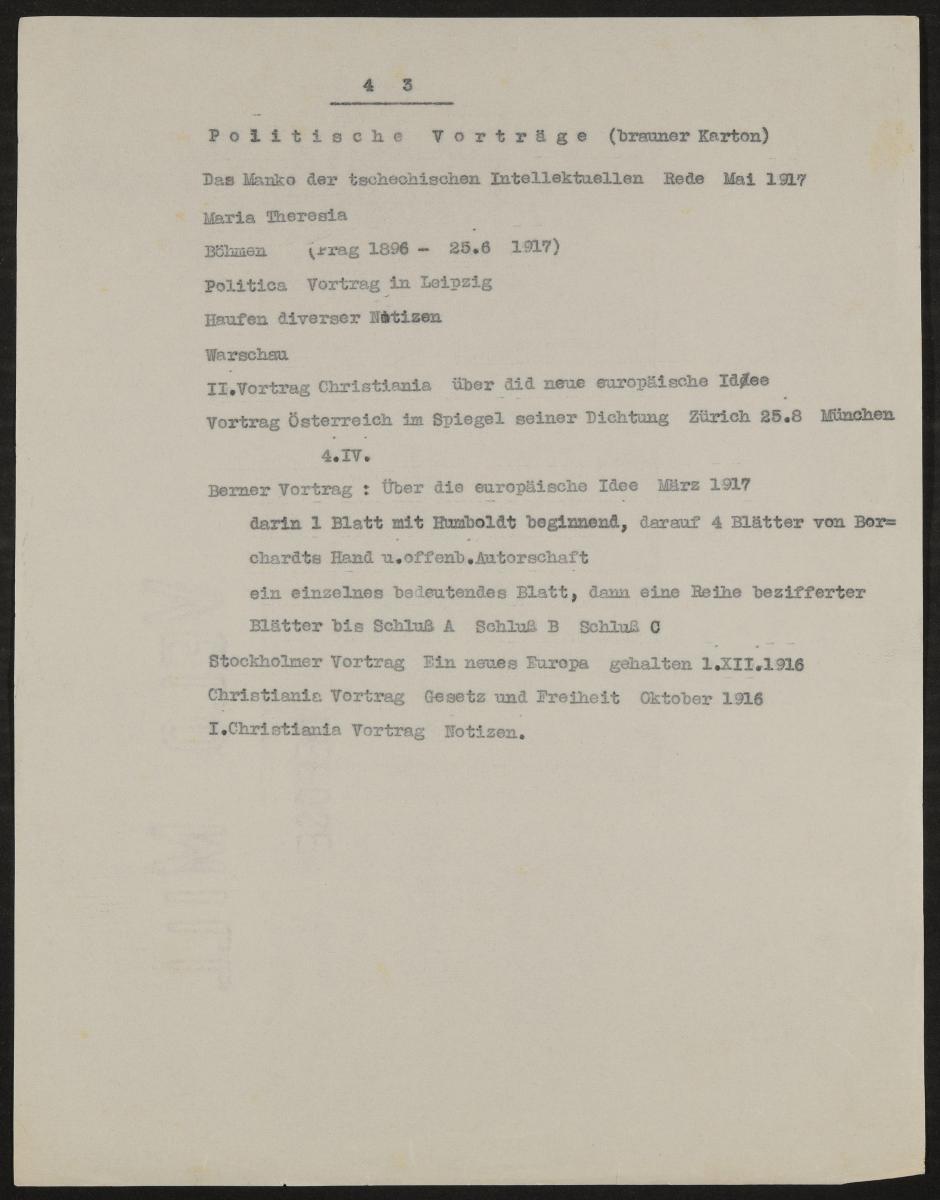 4 3
Politische Vorträge (brauner Karton)
Das Manko der tschechischen Intellektuellen Rede Mai 1917
Maria Theresia
Böhmen (Prag 1896 - 25.6 1917)
Politica Vortrag in Leipzig
Haufen diverser Notizen
Warschau
II.Vortrag Christiania über did neue europäische Iddee
Vortrag Österreich im Spiegel seiner Dichtung Zürich 25.8 München
4.IV.
Berner Vortrag : Über die europäische Idee März 1917
darin 1 Blatt mit Humboldt beginnend, darauf 4 Blätter von Bor=
chardts Hand u.offenb.Autorschaft
ein einzelnes bedeutendes Blatt, dann eine Reihe bezifferter
Blätter bis Schluß A Schluß B Schluß C
Stockholmer Vortrag Ein neues Europa gehalten 1.XII.1916
Christiania Vortrag Gesetz und Freiheit Oktober 1916
I.Christiania Vortrag Notizen.